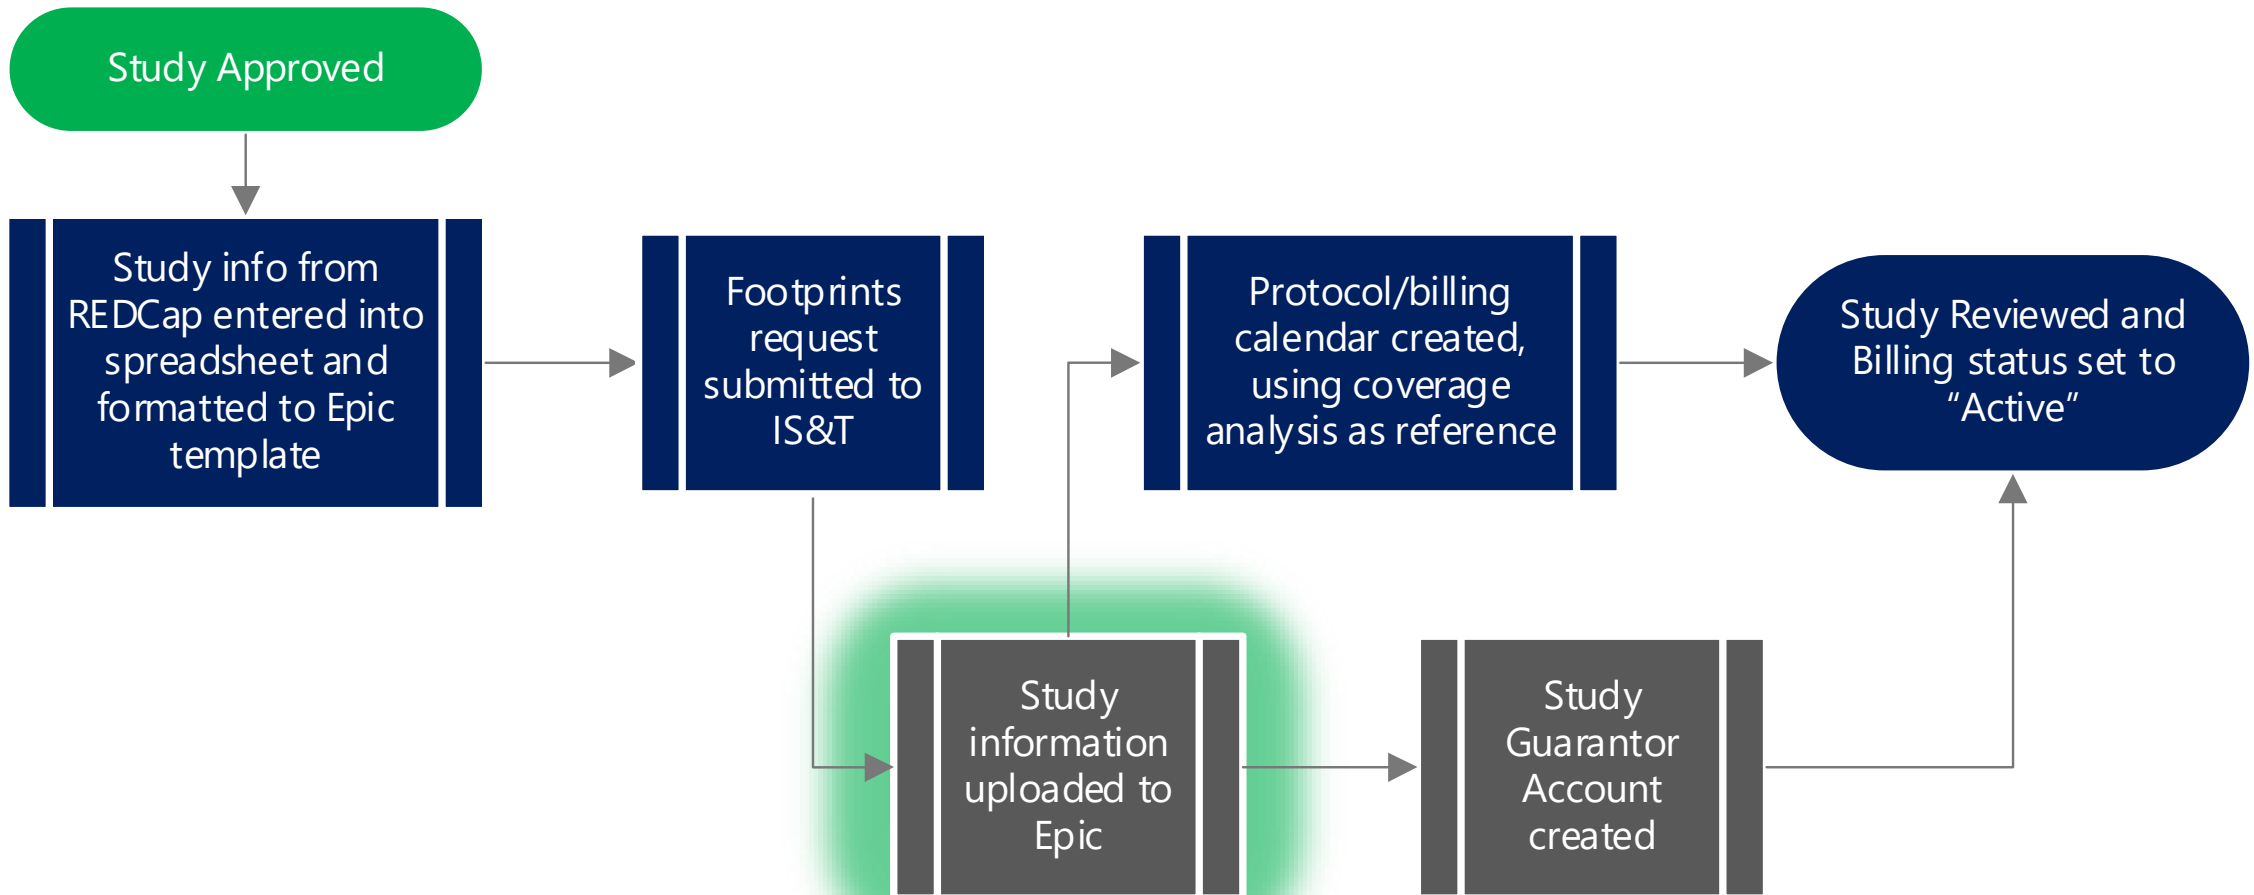 Study Approved
Study info from
REDCap entered into
spreadsheet and
formatted to Epic
template
Footprints
request
submitted to
IS&T
Protocol/billing
calendar created,
using coverage
analysis as reference
Study Reviewed and
Billing status set to
“Active”
Study
information
uploaded to
Epic
Study
Guarantor
Account
created